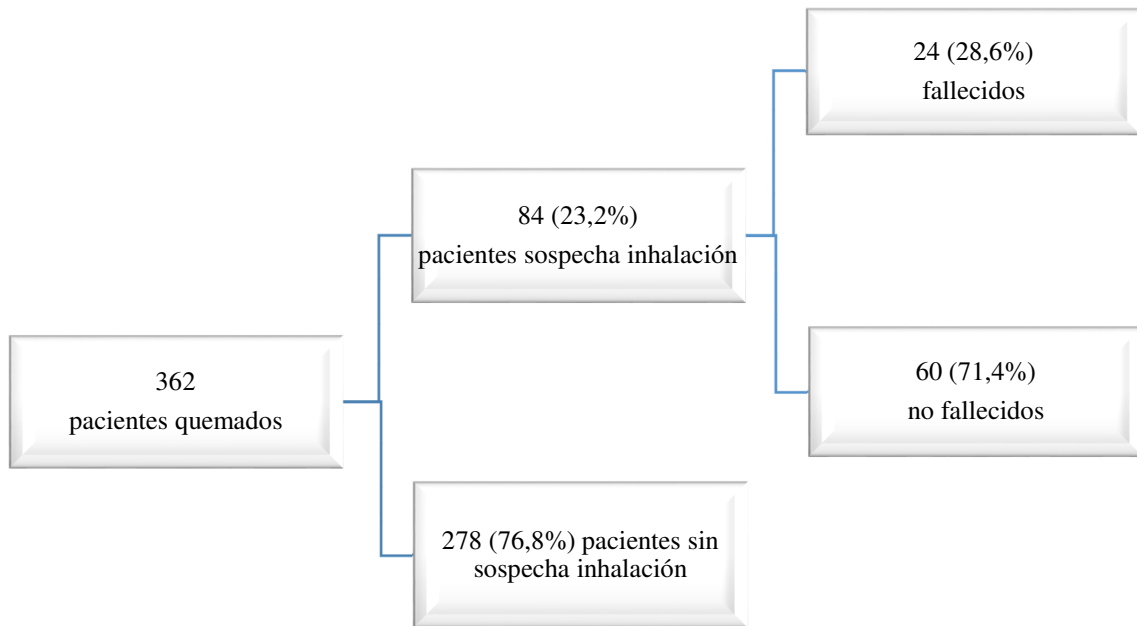 362
pacientes quemados
84 (23,2%)
pacientes sospecha inhalación
278 (76,8%) pacientes sin
sospecha inhalación
24 (28,6%)
fallecidos
60 (71,4%)
no fallecidos